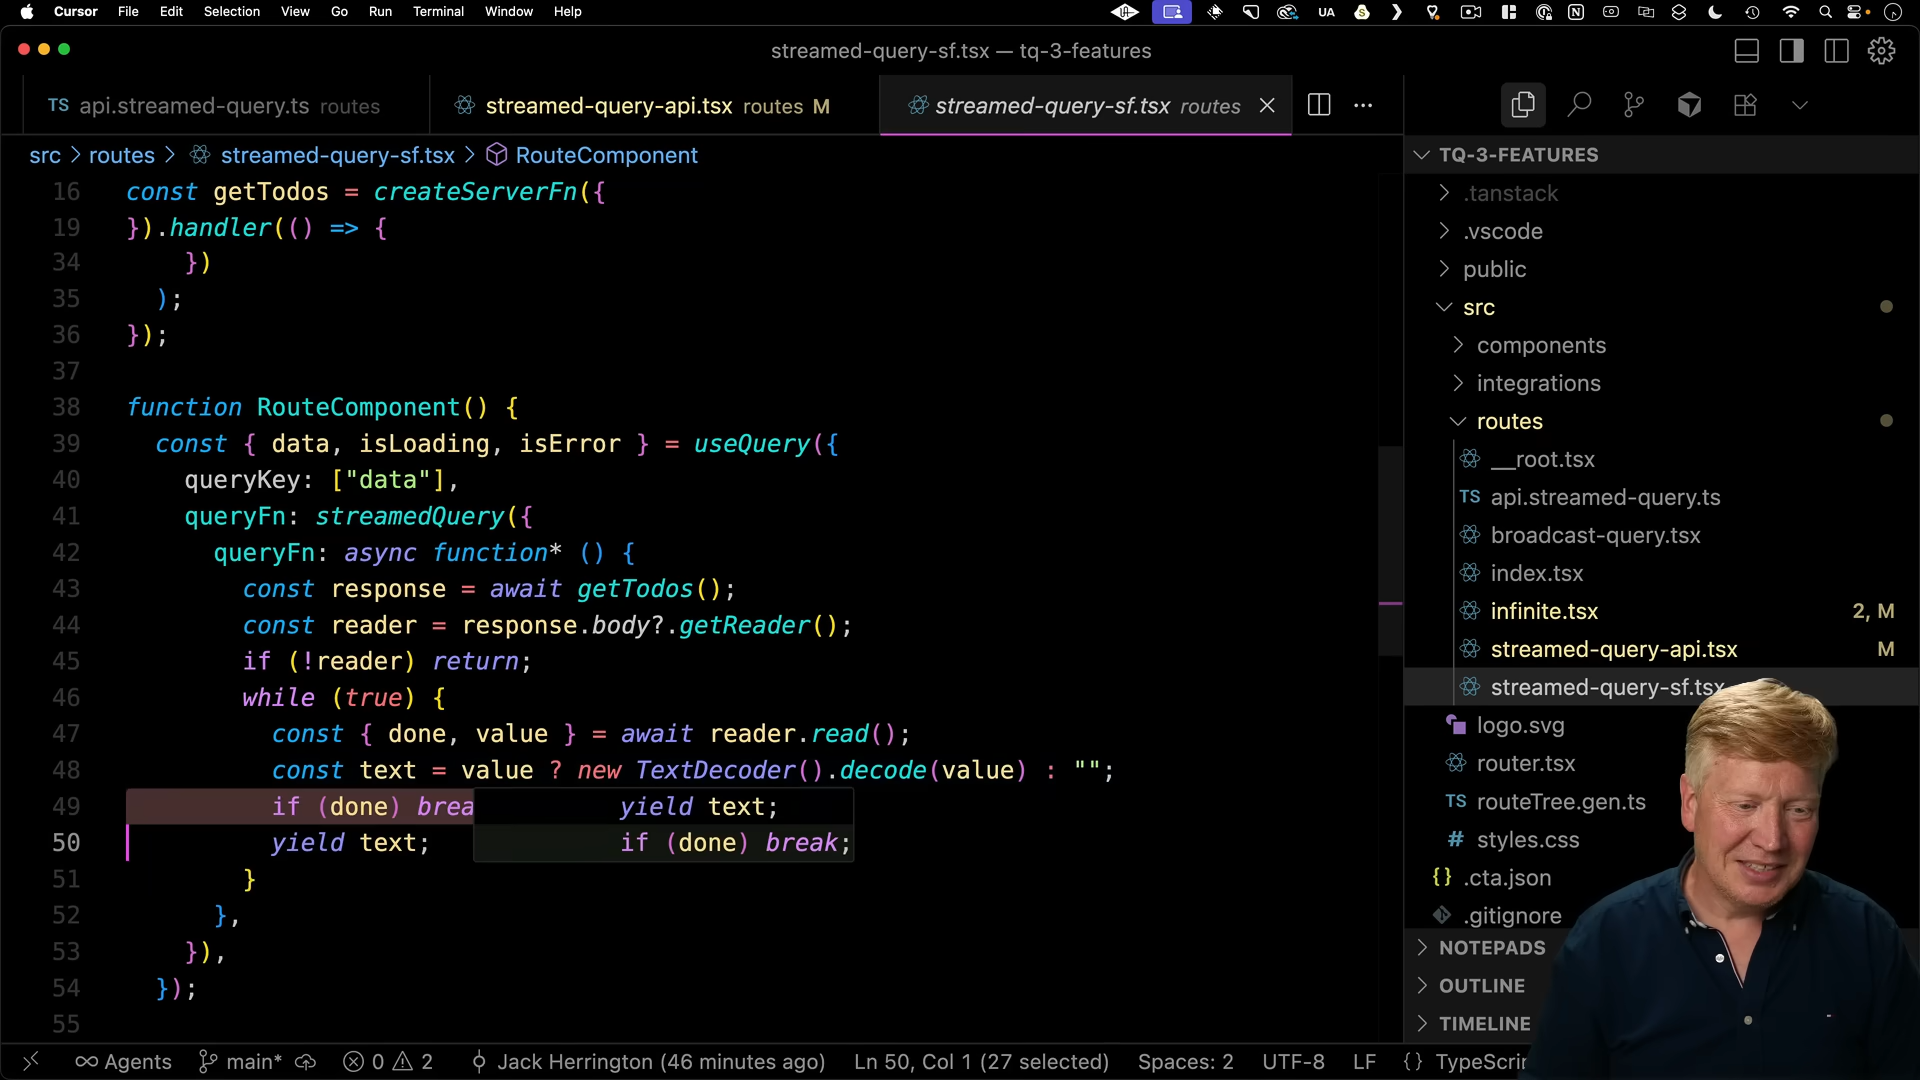 Cursor File Edit Selection View Go Run Terminal Window Help UA
streamed-query-sf.tsx — tq-3-features
TS api.streamed-query.ts routes
streamed-query-api.tsx routes M
streamed-query-sf.tsx routes
src > routes > streamed-query-sf.tsx > RouteComponent
16 const getTodos = createServerFn({
19 }).handler(() => {
34 })
35 );
36 });
37
38 function RouteComponent() {
39 const { data, isLoading, isError } = useQuery({
40 queryKey: ["data"],
41 queryFn: streamedQuery({
42 queryFn: async function* () {
43 const response = await getTodos();
44 const reader = response.body?.getReader();
45 if (!reader) return;
46 while (true) {
47 const { done, value } = await reader.read();
48 const text = value ? new TextDecoder().decode(value) : "";
49 if (done) brea
yield text;
50 yield text;
if (done) break;
51 }
52 },
53 }),
54 });
55
TQ-3-FEATURES
.tanstack
.vscode
public
src
components
integrations
routes
__root.tsx
TS api.streamed-query.ts
broadcast-query.tsx
index.tsx
infinite.tsx 2, M
streamed-query-api.tsx M
streamed-query-sf.tsx
logo.svg
router.tsx
TS routeTree.gen.ts
# styles.css
{} .cta.json
.gitignore
NOTEPADS
OUTLINE
TIMELINE
Agents main* 0 2 Jack Herrington (46 minutes ago) Ln 50, Col 1 (27 selected) Spaces: 2 UTF-8 LF {} TypeScri